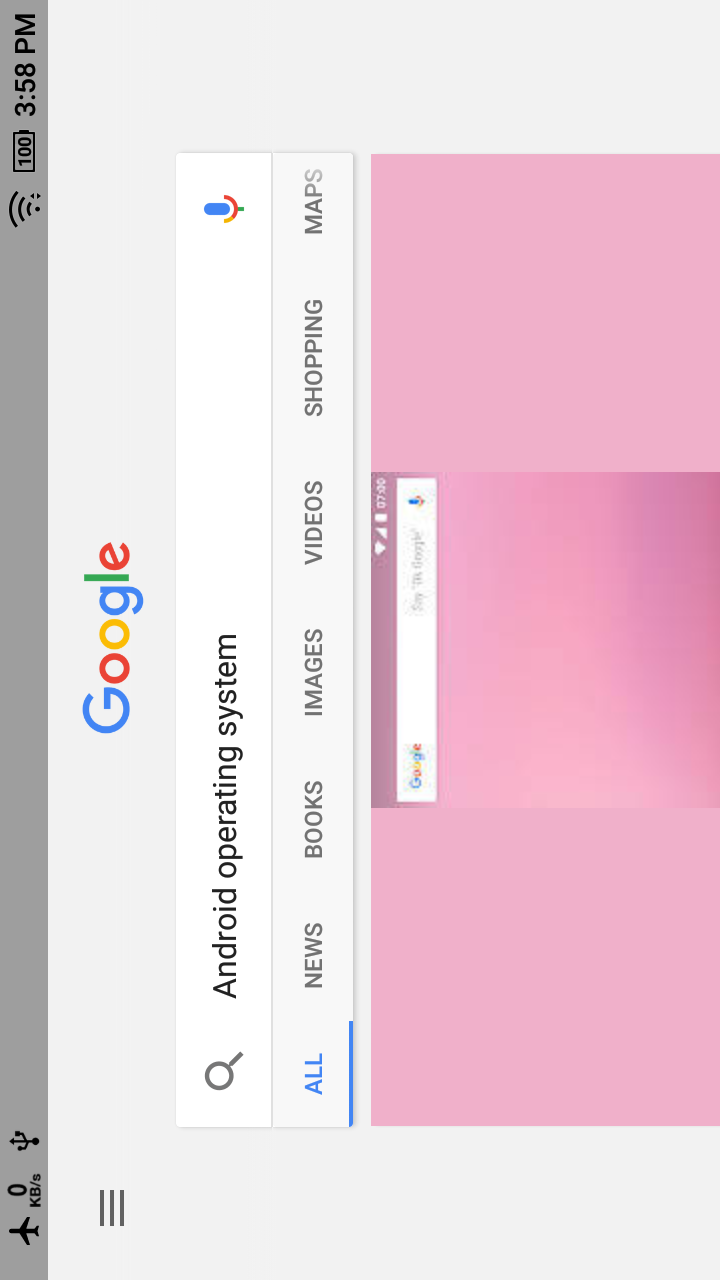 0 KB/s 100 3:58 PM
Google
Android operating system
ALL NEWS BOOKS IMAGES VIDEOS SHOPPING MAPS
07:00
Google Say "Ok Google"